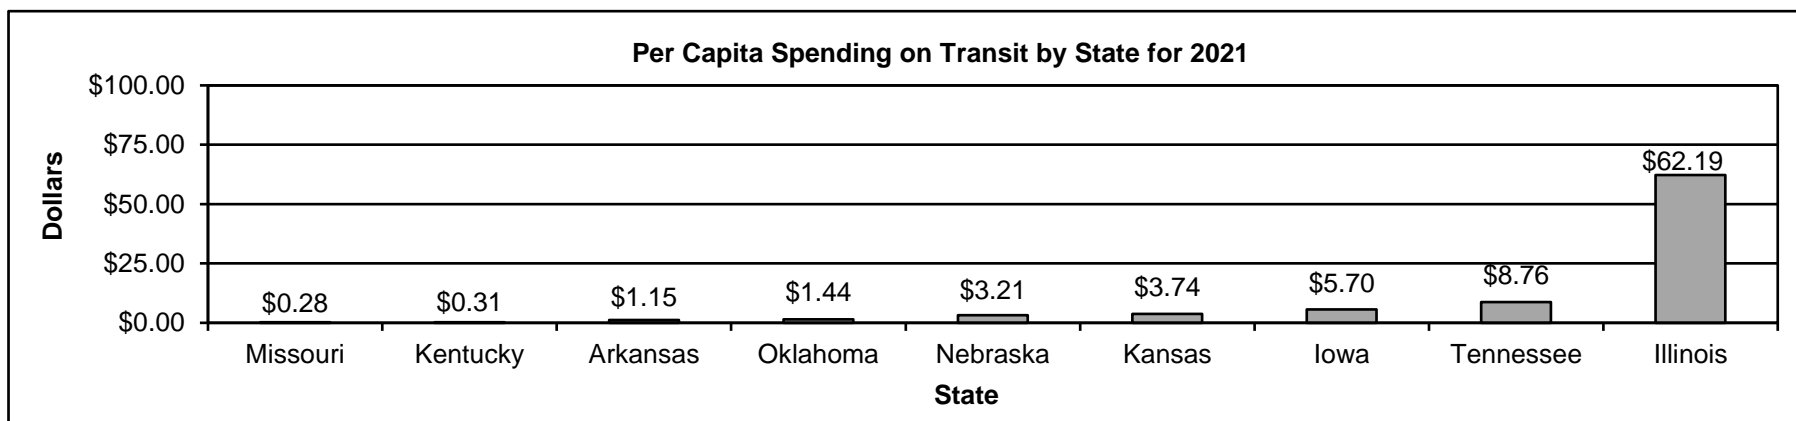 Per Capita Spending on Transit by State for 2021
$100.00
$75.00
$50.00
$25.00
$0.00
Dollars
$0.28
$0.31
$1.15
$1.44
$3.21
$3.74
$5.70
$8.76
$62.19
Missouri
Kentucky
Arkansas
Oklahoma
Nebraska
Kansas
Iowa
Tennessee
Illinois
State